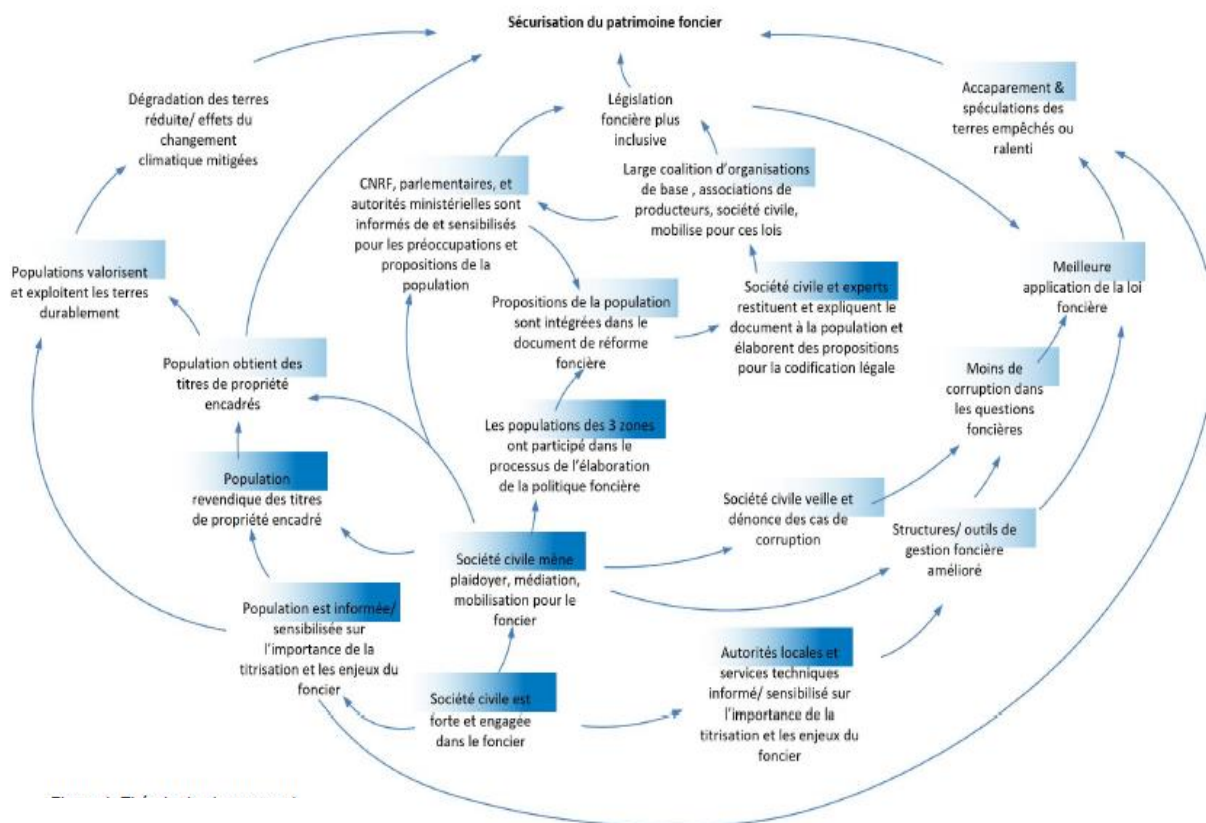 Sécurisation du patrimoine foncier
Dégradation des terres
réduite/ effets du
changement
climatique mitigées
Législation
foncière plus
inclusive
Accaparement &
spéculations des
terres empêchés ou
ralenti
CNRF, parlementaires, et
autorités ministérielles sont
informés de et sensibilisés
pour les préoccupations et
propositions de la
population
Large coalition d'organisations
de base , associations de
producteurs, société civile,
mobilise pour ces lois
Populations valorisent
et exploitent les terres
durablement
Propositions de la population
sont intégrées dans le
document de réforme
foncière
Société civile et experts
restituent et expliquent le
document à la population et
élaborent des propositions
pour la codification légale
Meilleure
application de la loi
foncière
Population obtient des
titres de propriété
encadrés
Moins de
corruption dans
les questions
foncières
Les populations des 3 zones
ont participé dans le
processus de l'élaboration
de la politique foncière
Population
revendique des titres
de propriété encadré
Société civile veille et
dénonce des cas de
corruption
Structures/ outils de
gestion foncière
amélioré
Société civile mène
plaidoyer, médiation,
mobilisation pour le
foncier
Population est informée/
sensibilisée sur
l'importance de la
titrisation et les enjeux du
foncier
Autorités locales et
services techniques
informé/ sensibilisé sur
l'importance de la
titrisation et les enjeux du
foncier
Société civile est
forte et engagée
dans le foncier